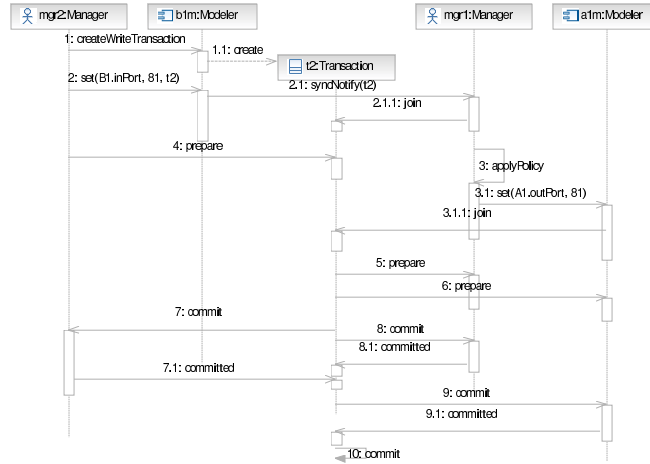 mgr2:Manager
b1m:Modeler
mgr1:Manager
a1m:Modeler
1: createWriteTransaction
1.1: create
t2:Transaction
2: set(B1.inPort, 81, t2)
2.1: syncNotify(t2)
2.1.1: join
4: prepare
3: applyPolicy
3.1: set(A1.outPort, 81)
3.1.1: join
5: prepare
6: prepare
7: commit
8: commit
8.1: committed
7.1: committed
9: commit
9.1: committed
10: commit